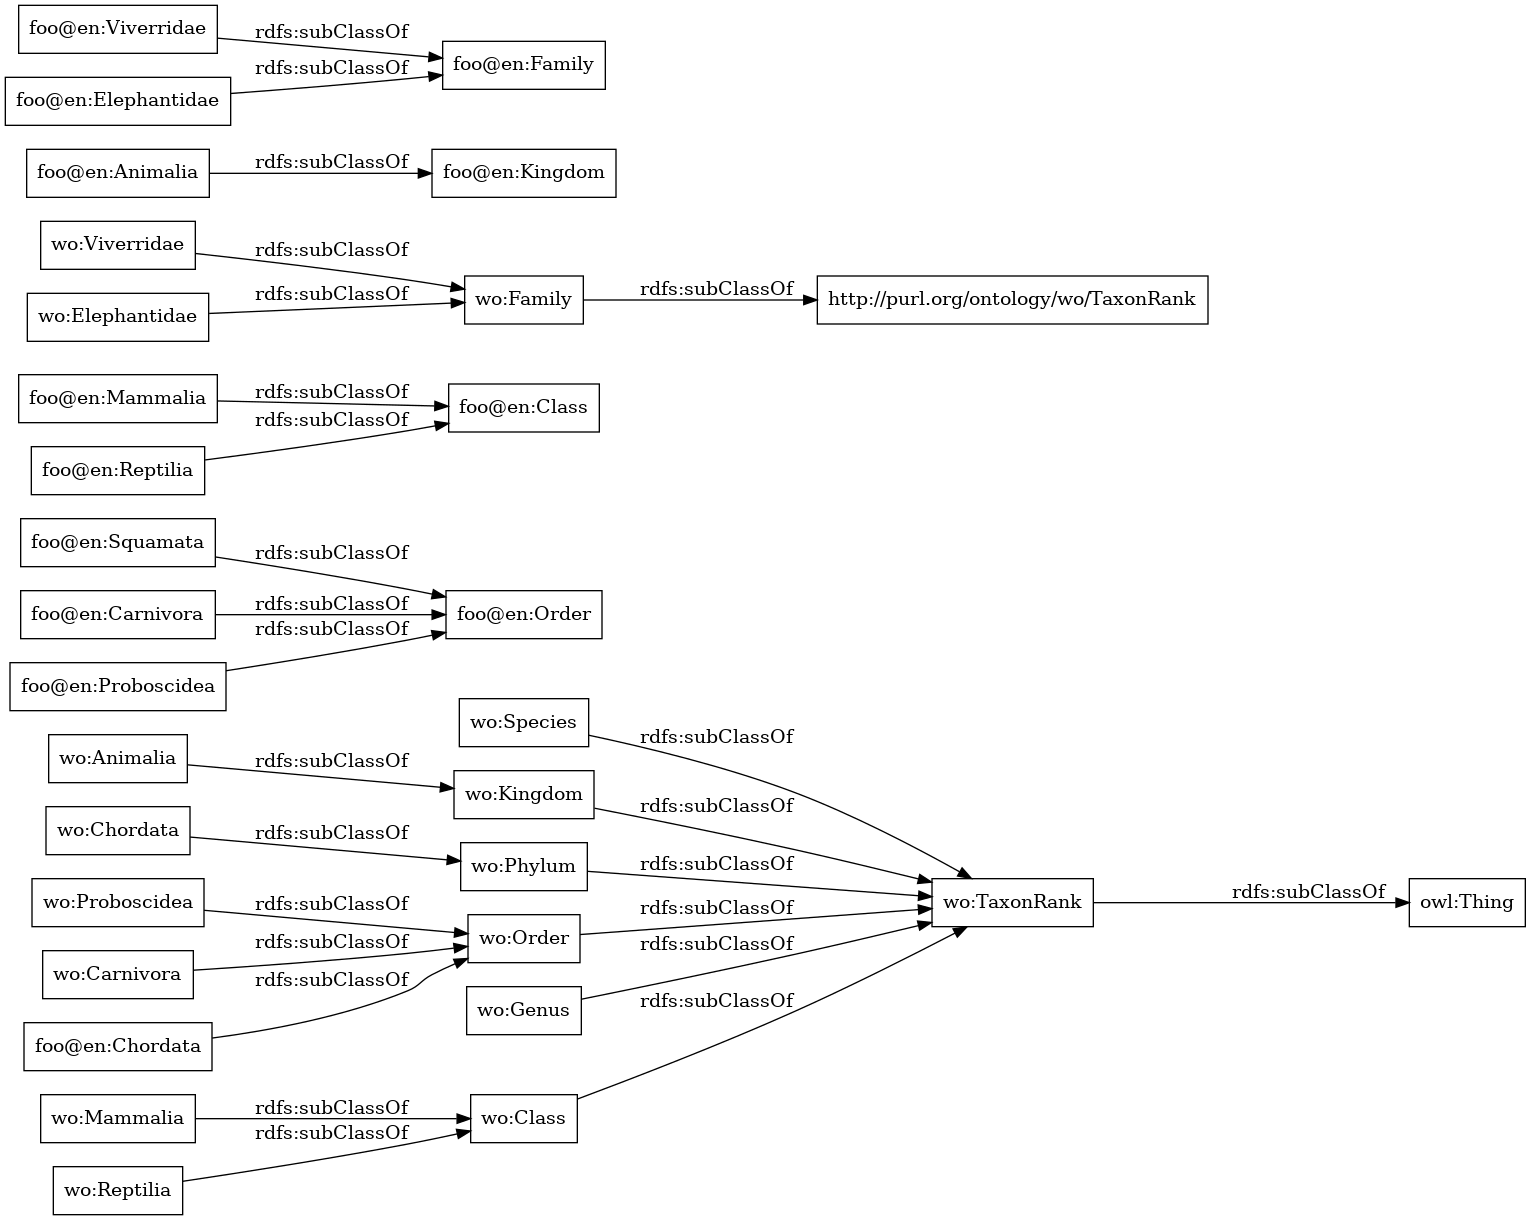 foo@en:Viverridae
rdfs:subClassOf
foo@en:Family
rdfs:subClassOf
foo@en:Elephantidae
foo@en:Animalia
rdfs:subClassOf
foo@en:Kingdom
wo:Viverridae
rdfs:subClassOf
wo:Family
rdfs:subClassOf
http://purl.org/ontology/wo/TaxonRank
rdfs:subClassOf
wo:Elephantidae
foo@en:Mammalia
rdfs:subClassOf
foo@en:Class
rdfs:subClassOf
foo@en:Reptilia
foo@en:Squamata
rdfs:subClassOf
foo@en:Carnivora
rdfs:subClassOf
foo@en:Order
rdfs:subClassOf
foo@en:Proboscidea
wo:Species
rdfs:subClassOf
wo:Animalia
rdfs:subClassOf
wo:Kingdom
rdfs:subClassOf
wo:Chordata
rdfs:subClassOf
wo:Phylum
rdfs:subClassOf
wo:Proboscidea
rdfs:subClassOf
wo:Order
rdfs:subClassOf
wo:TaxonRank
rdfs:subClassOf
owl:Thing
wo:Carnivora
rdfs:subClassOf
rdfs:subClassOf
foo@en:Chordata
rdfs:subClassOf
wo:Genus
rdfs:subClassOf
wo:Mammalia
rdfs:subClassOf
wo:Class
rdfs:subClassOf
wo:Reptilia